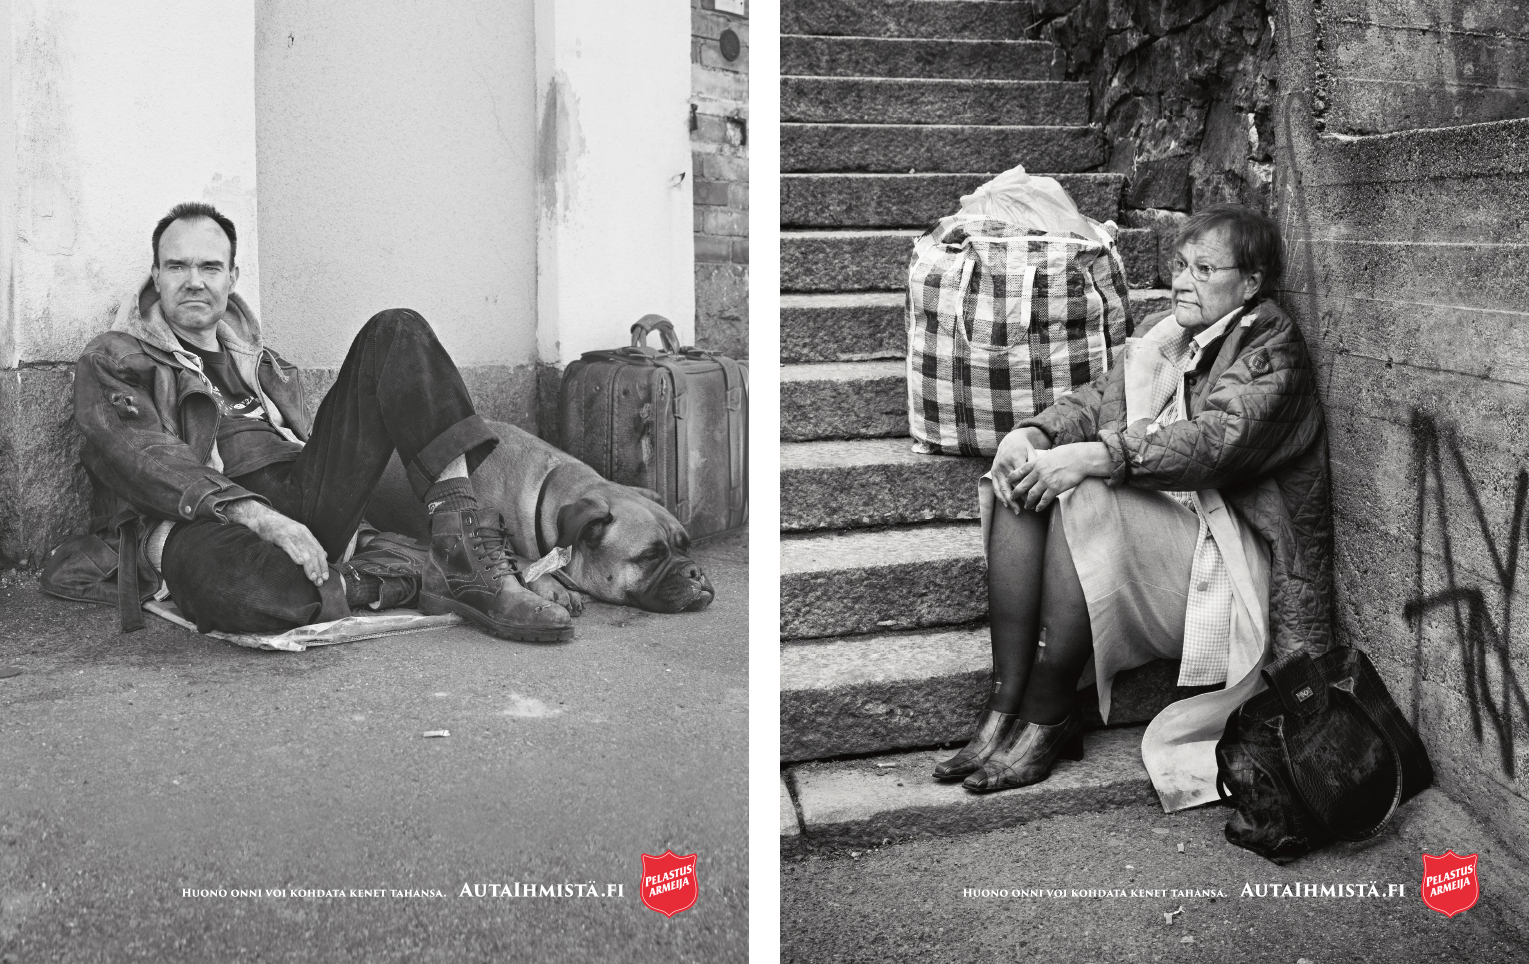 HUONO ONNI VOI KOHDATA KENET TAHANSA. AUTAIHMISTÄ.FI
PELASTUS
ARMEIJA
HUONO ONNI VOI KOHDATA KENET TAHANSA. AUTAIHMISTÄ.FI
PELASTUS
ARMEIJA